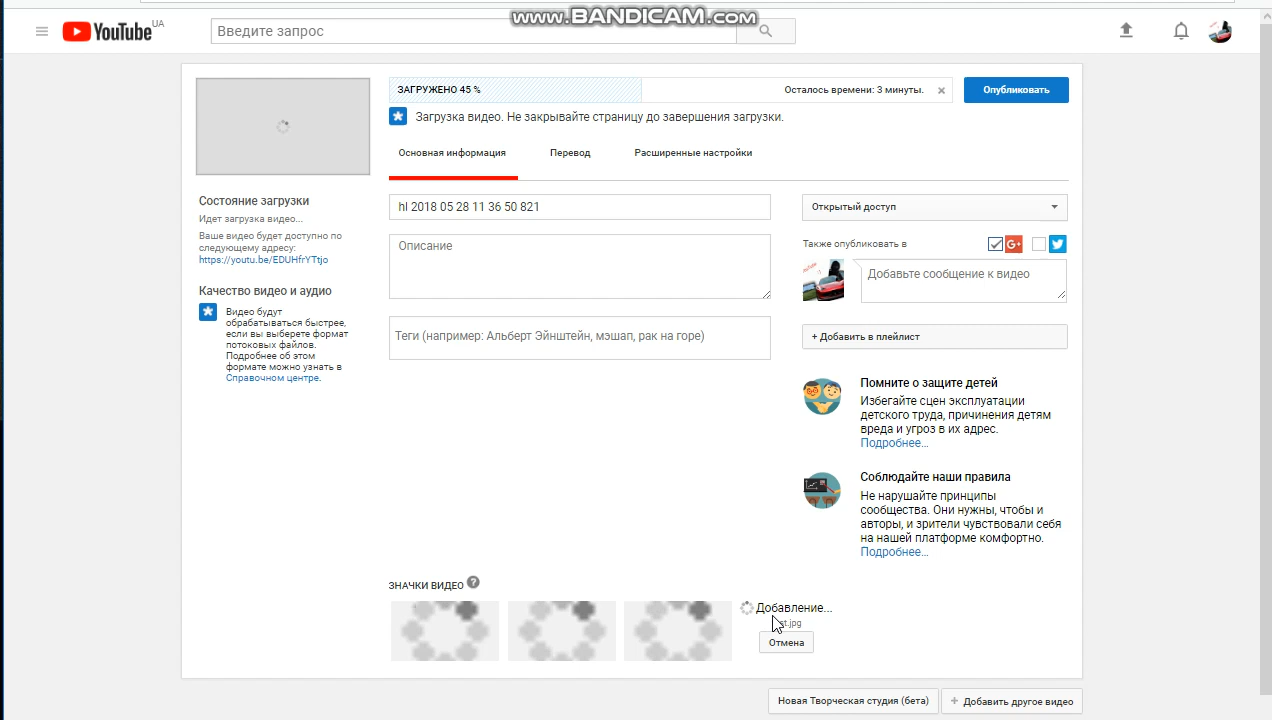 www.BANDICAM.com
YouTube UA
Введите запрос
ЗАГРУЖЕНО 45 %
Осталось времени: 3 минуты.
Опубликовать
Загрузка видео. Не закрывайте страницу до завершения загрузки.
Основная информация
Перевод
Расширенные настройки
Состояние загрузки
Идет загрузка видео...
Ваше видео будет доступно по
следующему адресу:
https://youtu.be/EDUHfrYTtjo
Качество видео и аудио
Видео будут
обрабатываться быстрее,
если вы выберете формат
потоковых файлов.
Подробнее об этом
формате можно узнать в
Справочном центре.
hl 2018 05 28 11 36 50 821
Описание
Теги (например: Альберт Эйнштейн, мэшап, рак на горе)
Открытый доступ
Также опубликовать в
G+
Добавьте сообщение к видео
+ Добавить в плейлист
Помните о защите детей
Избегайте сцен эксплуатации
детского труда, причинения детям
вреда и угроз в их адрес.
Подробнее...
Соблюдайте наши правила
Не нарушайте принципы
сообщества. Они нужны, чтобы и
авторы, и зрители чувствовали себя
на нашей платформе комфортно.
Подробнее...
ЗНАЧКИ ВИДЕО ?
Добавление...
Отмена
Новая Творческая студия (бета)
+ Добавить другое видео